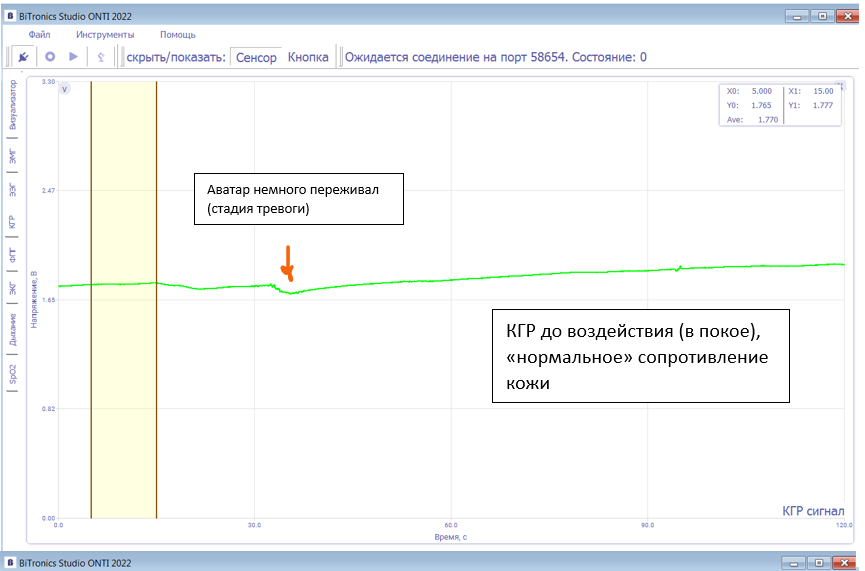 BiTronics Studio ONTI 2022
Файл Инструменты Помощь
скрыть/показать: Сенсор Кнопка Ожидается соединение на порт 58654. Состояние: 0
Визуализатор
ЭМГ
ЭЭГ
КГР
ФПГ
ЭКГ
Дыхание
SpO2
3.30
2.47
1.65
0.82
0.00
V
Напряжение, В
X0: 5.000 X1: 15.00
Y0: 1.765 Y1: 1.777
Ave: 1.770
Аватар немного переживал
(стадия тревоги)
КГР до воздействия (в покое),
«нормальное» сопротивление
кожи
КГР сигнал
0.0 30.0 60.0 90.0 120.0
Время, с
BiTronics Studio ONTI 2022